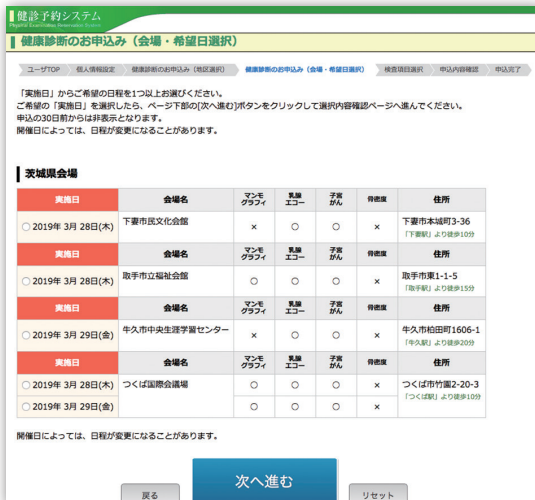 健診予約システム
Physical Examination Reservation System
健康診断のお申込み（会場・希望日選択）
ユーザTOP 個人情報設定 健康診断のお申込み（地区選択） 健康診断のお申込み（会場・希望日選択） 検査項目選択 申込内容確認 申込完了
「実施日」からご希望の日程を1つ以上お選びください。
ご希望の「実施日」を選択したら、ページ下部の[次へ進む]ボタンをクリックして選択内容確認ページへ進んでください。
申込の30日前からは非表示となります。
開催日によっては、日程が変更になることがあります。
茨城県会場
実施日 会場名 マンモグラフィ 乳腺エコー 子宮がん 骨密度 住所
2019年 3月 28日(木) 下妻市民文化会館 × ○ ○ × 下妻市本城町3-36
「下妻駅」より徒歩10分
実施日 会場名 マンモグラフィ 乳腺エコー 子宮がん 骨密度 住所
2019年 3月 28日(木) 取手市立福祉会館 ○ ○ ○ × 取手市東1-1-5
「取手駅」より徒歩15分
実施日 会場名 マンモグラフィ 乳腺エコー 子宮がん 骨密度 住所
2019年 3月 29日(金) 牛久市中央生涯学習センター × ○ ○ × 牛久市柏田町1606-1
「牛久駅」より徒歩20分
実施日 会場名 マンモグラフィ 乳腺エコー 子宮がん 骨密度 住所
2019年 3月 28日(木) つくば国際会議場 ○ ○ ○ × つくば市竹園2-20-3
「つくば駅」より徒歩10分
2019年 3月 29日(金) ○ ○ ○ ×
開催日によっては、日程が変更になることがあります。
戻る 次へ進む リセット